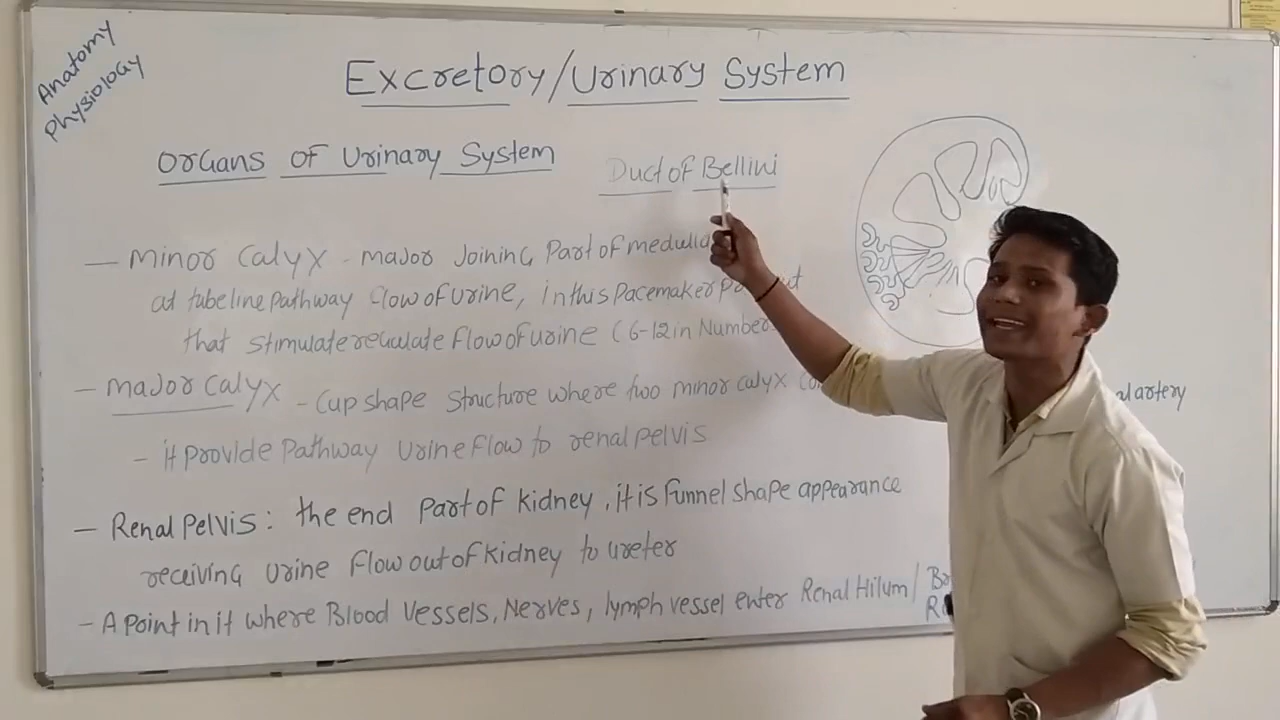 Anatomy
Physiology
Excretory/Urinary System
Organs of Urinary System
Duct of Bellini
— Minor Calyx - major Joining Part of medulla
at tubeline Pathway flow of urine, in this Pacemaker
that stimulate regulate flow of urine (6-12 in Number
— Major Calyx - Cup shape structure where two minor calyx
- it Provide Pathway Urine flow to renal pelvis
— Renal Pelvis: the end Part of kidney, it is funnel shape appearance
receiving urine flow out of kidney to ureter
- A Point in it where Blood Vessels, Nerves, lymph vessel enter Renal Hilum/
artery